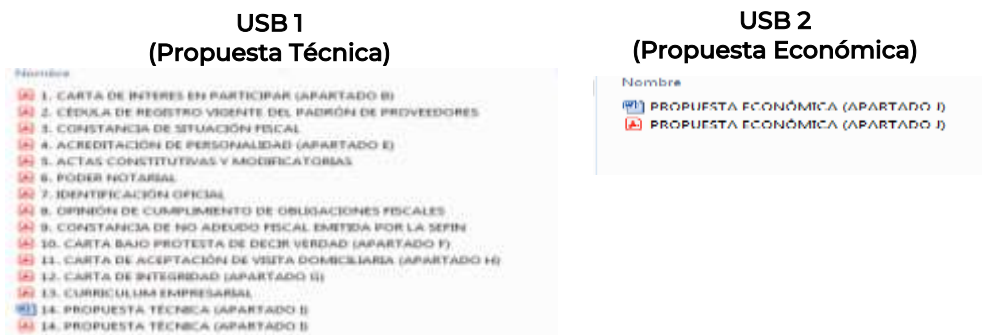 USB 1
(Propuesta Técnica)
Nombre
1. CARTA DE INTERES EN PARTICIPAR (APARTADO B)
2. CÉDULA DE REGISTRO VIGENTE DEL PADRÓN DE PROVEEDORES
3. CONSTANCIA DE SITUACIÓN FISCAL
4. ACREDITACIÓN DE PERSONALIDAD (APARTADO E)
5. ACTAS CONSTITUTIVAS Y MODIFICATORIAS
6. PODER NOTARIAL
7. IDENTIFICACIÓN OFICIAL
8. OPINIÓN DE CUMPLIMIENTO DE OBLIGACIONES FISCALES
9. CONSTANCIA DE NO ADEUDO FISCAL EMITIDA POR LA SEFIN
10. CARTA BAJO PROTESTA DE DECIR VERDAD (APARTADO F)
11. CARTA DE ACEPTACIÓN DE VISITA DOMICILIARIA (APARTADO H)
12. CARTA DE INTEGRIDAD (APARTADO G)
13. CURRICULUM EMPRESARIAL
14. PROPUESTA TÉCNICA (APARTADO I)
14. PROPUESTA TÉCNICA (APARTADO I)
USB 2
(Propuesta Económica)
Nombre
PROPUESTA ECONÓMICA (APARTADO J)
PROPUESTA ECONÓMICA (APARTADO J)